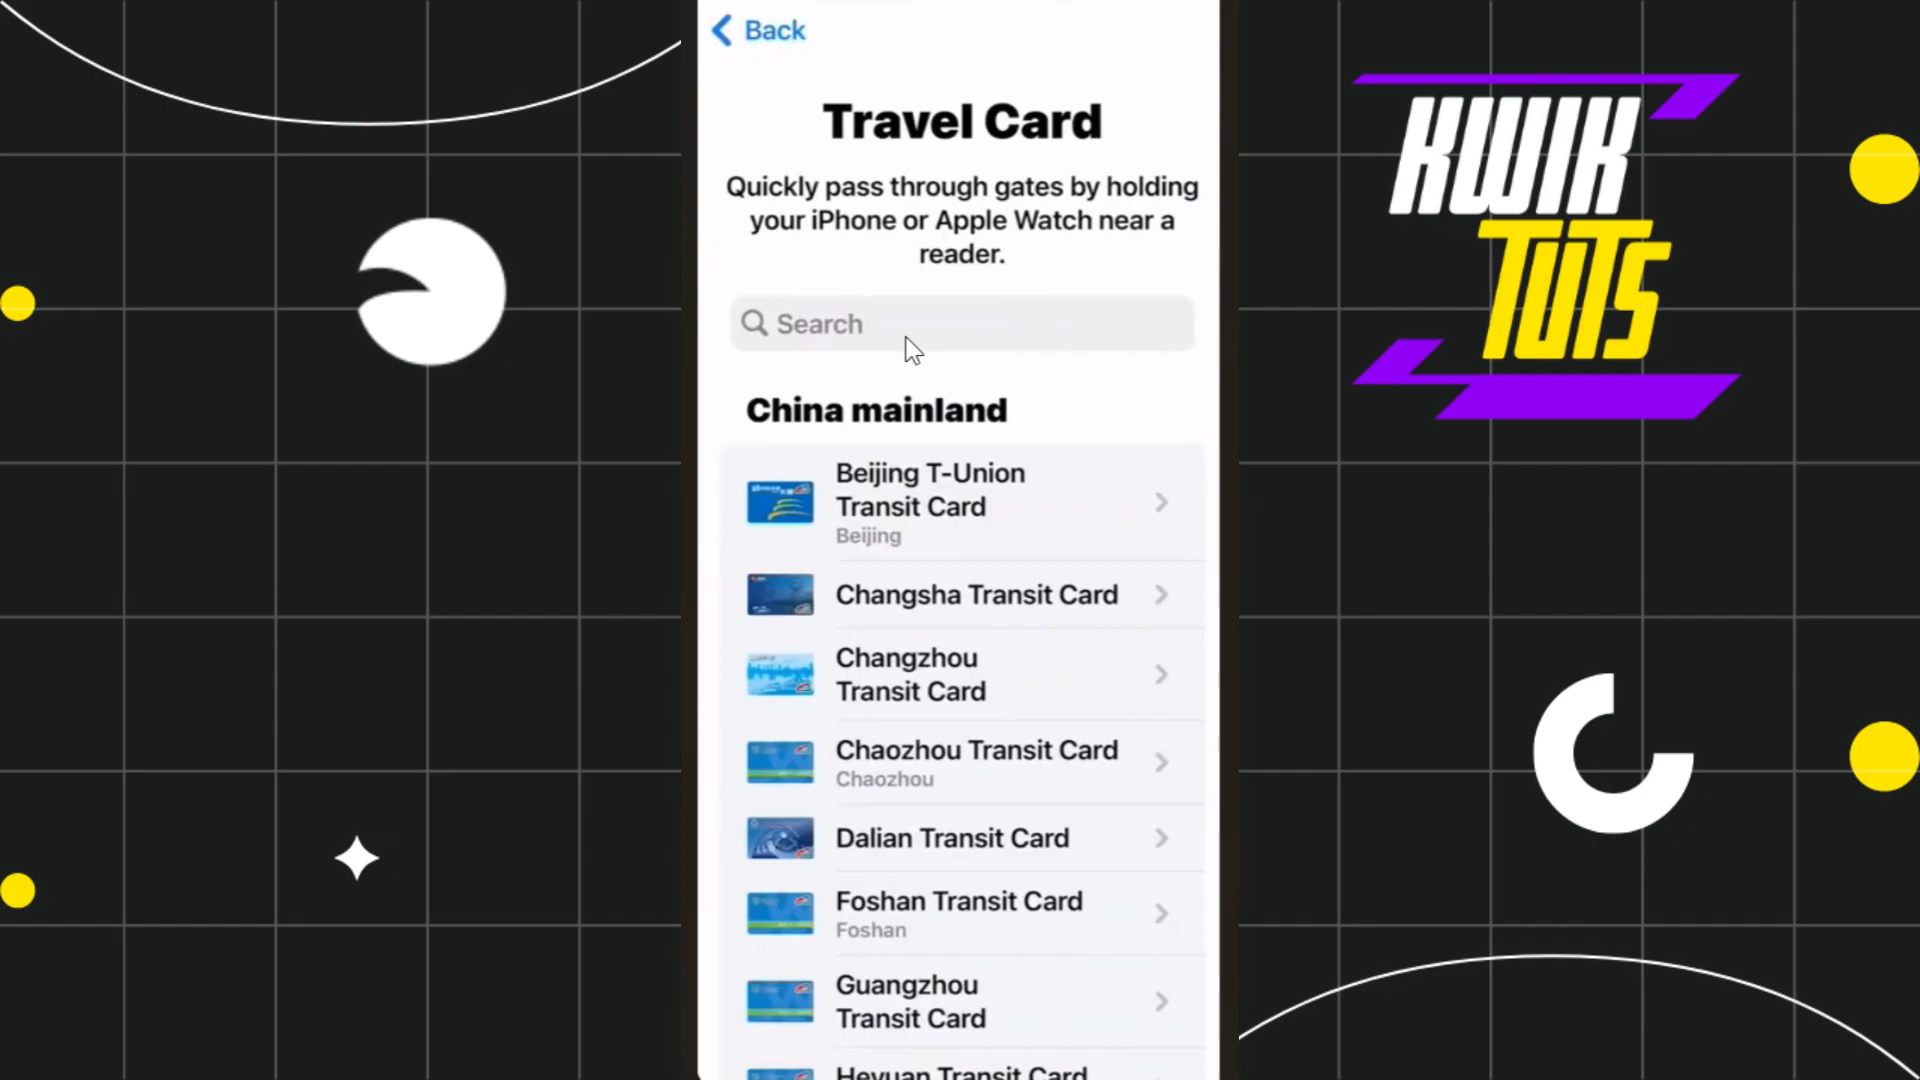 Back
Travel Card
Quickly pass through gates by holding
your iPhone or Apple Watch near a
reader.
Search
China mainland
Beijing T-Union
Transit Card
Beijing
Changsha Transit Card
Changzhou
Transit Card
Chaozhou Transit Card
Chaozhou
Dalian Transit Card
Foshan Transit Card
Foshan
Guangzhou
Transit Card
Heyuan Transit Card
KWIK
TUTS